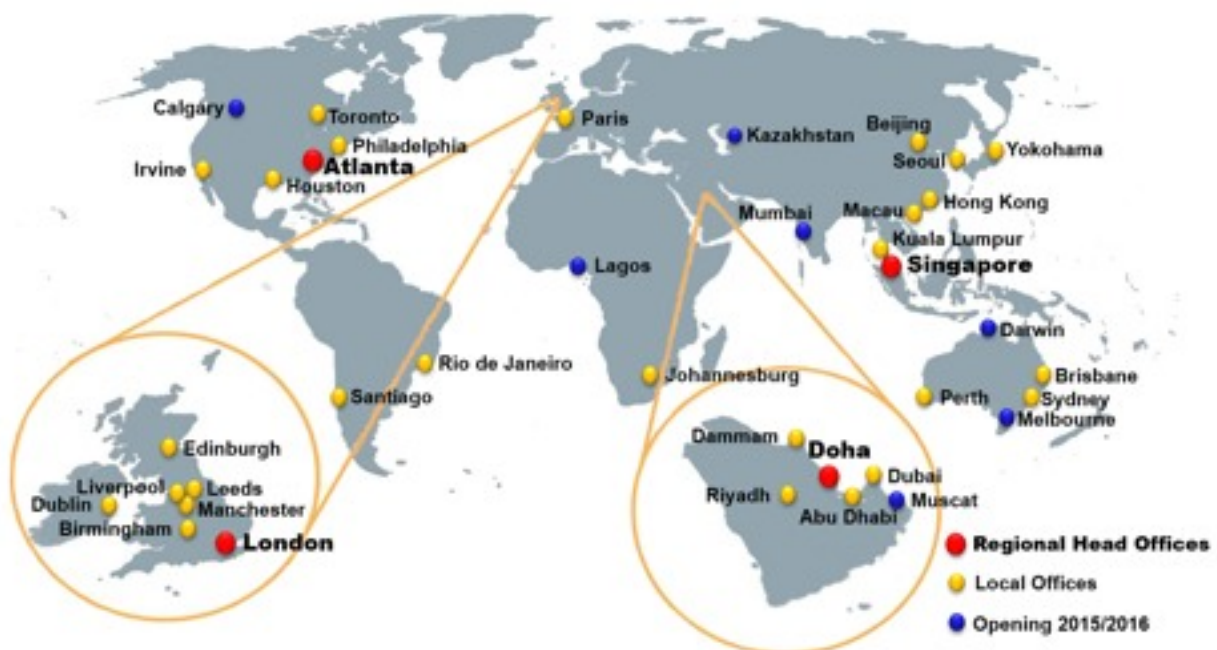 Calgary
Toronto
Philadelphia
Irvine
Atlanta
Houston
Paris
Kazakhstan
Beijing
Seoul
Yokohama
Mumbai
Macau
Hong Kong
Kuala Lumpur
Singapore
Lagos
Darwin
Rio de Janeiro
Santiago
Johannesburg
Perth
Brisbane
Sydney
Melbourne
Edinburgh
Liverpool
Leeds
Dublin
Manchester
Birmingham
London
Dammam
Doha
Dubai
Riyadh
Abu Dhabi
Muscat
Regional Head Offices
Local Offices
Opening 2015/2016